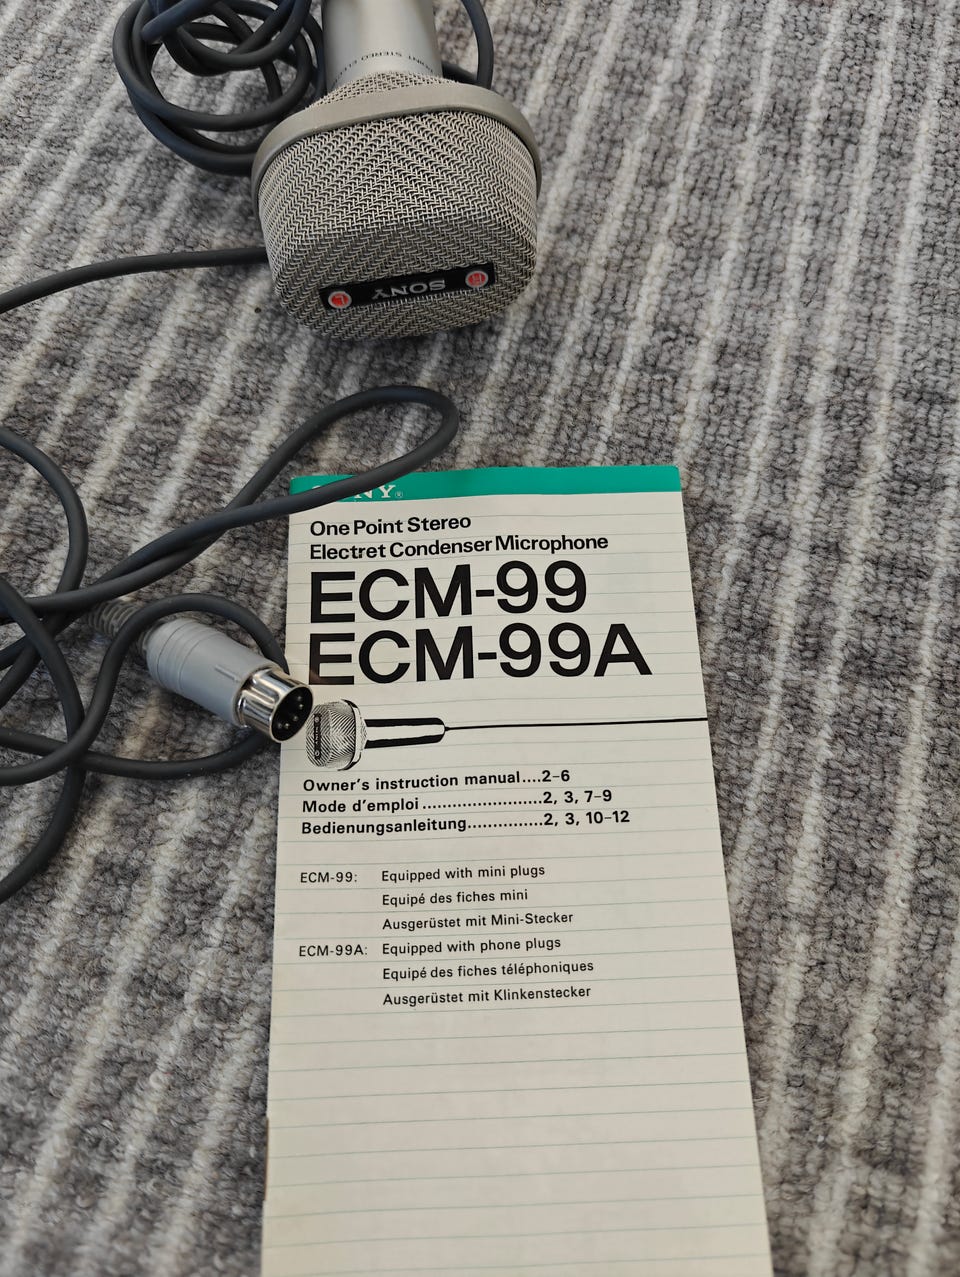 POINT STEREO
R SONY L
SONY®
One Point Stereo
Electret Condenser Microphone
ECM-99
ECM-99A
Owner's instruction manual....2-6
Mode d'emploi ........................2, 3, 7-9
Bedienungsanleitung...............2, 3, 10-12
ECM-99: Equipped with mini plugs
Equipé des fiches mini
Ausgerüstet mit Mini-Stecker
ECM-99A: Equipped with phone plugs
Equipé des fiches téléphoniques
Ausgerüstet mit Klinkenstecker